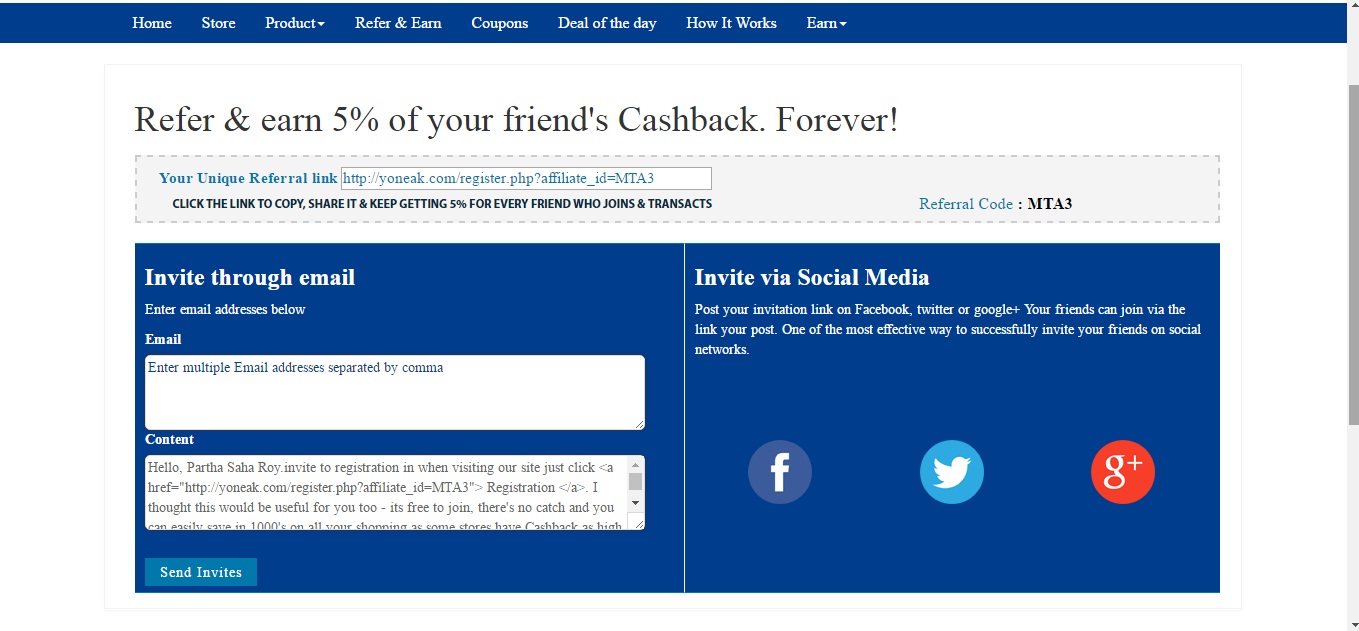 Home Store Product Refer & Earn Coupons Deal of the day How It Works Earn
Refer & earn 5% of your friend's Cashback. Forever!
Your Unique Referral link http://yoneak.com/register.php?affiliate_id=MTA3
CLICK THE LINK TO COPY, SHARE IT & KEEP GETTING 5% FOR EVERY FRIEND WHO JOINS & TRANSACTS
Referral Code : MTA3
Invite through email
Enter email addresses below
Email
Enter multiple Email addresses separated by comma
Content
Hello, Partha Saha Roy.invite to registration in when visiting our site just click <a
href="http://yoneak.com/register.php?affiliate_id=MTA3"> Registration </a>. I
thought this would be useful for you too - its free to join, there's no catch and you
can easily save in 1000's on all your shopping as some stores have Cashback as high
Send Invites
Invite via Social Media
Post your invitation link on Facebook, twitter or google+ Your friends can join via the
link your post. One of the most effective way to successfully invite your friends on social
networks.
f
g+